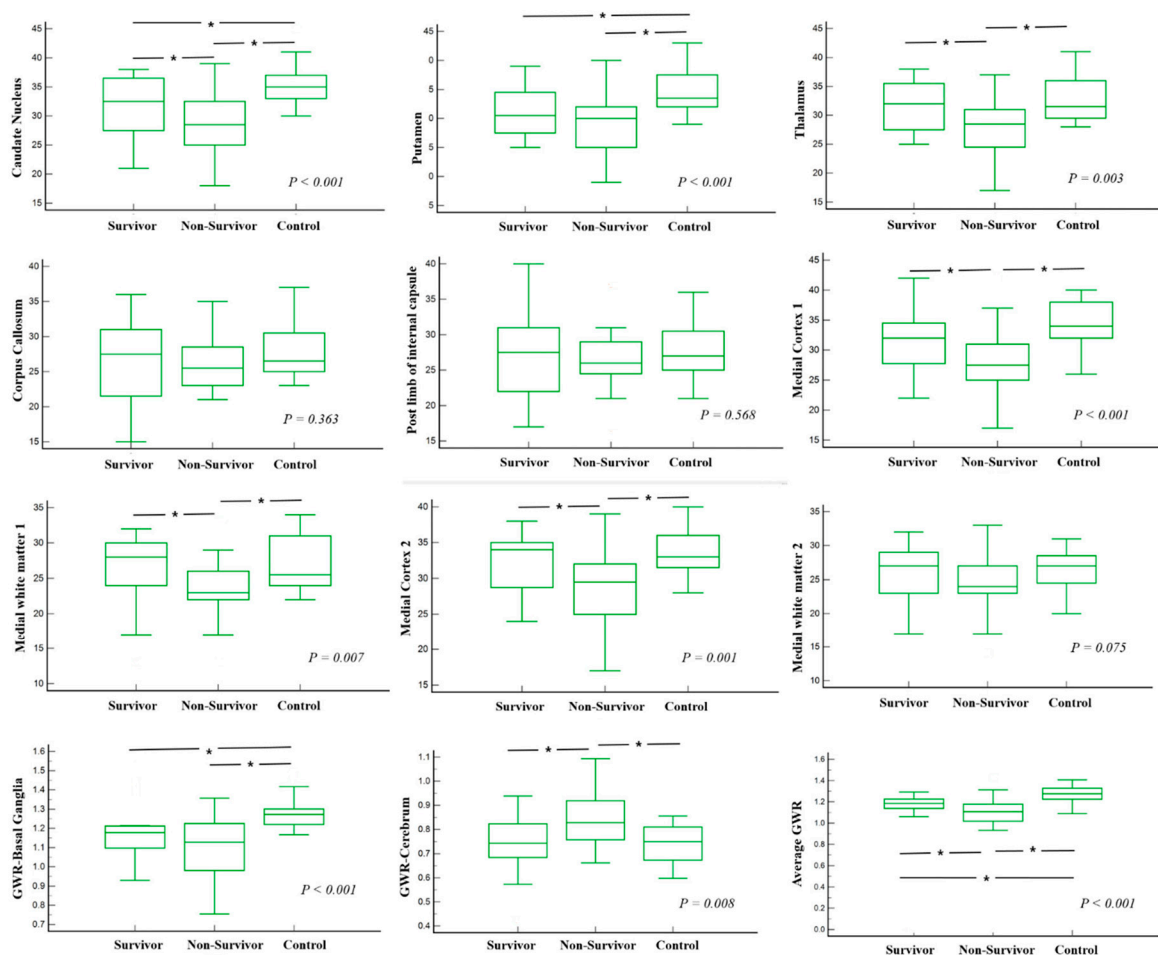 Caudate Nucleus
45
40
35
30
25
20
15
* * *
P < 0.001
Survivor Non-Survivor Control
Putamen
45
0
5
0
5
0
5
* *
P < 0.001
Survivor Non-Survivor Control
Thalamus
45
40
35
30
25
20
15
* *
P = 0.003
Survivor Non-Survivor Control
Corpus Callosum
40
35
30
25
20
15
P = 0.363
Survivor Non-Survivor Control
Post limb of internal capsule
40
35
30
25
20
15
P = 0.568
Survivor Non-Survivor Control
Medial Cortex 1
45
40
35
30
25
20
15
* *
P < 0.001
Survivor Non-Survivor Control
Medial white matter 1
35
30
25
20
15
10
* *
P = 0.007
Survivor Non-Survivor Control
Medial Cortex 2
40
35
30
25
20
15
* *
P = 0.001
Survivor Non-Survivor Control
Medial white matter 2
35
30
25
20
15
10
P = 0.075
Survivor Non-Survivor Control
GWR-Basal Ganglia
1.6
1.5
1.4
1.3
1.2
1.1
1.0
0.9
0.8
0.7
* *
P < 0.001
Survivor Non-Survivor Control
GWR-Cerebrum
1.1
1.0
0.9
0.8
0.7
0.6
0.5
0.4
* *
P = 0.008
Survivor Non-Survivor Control
Average GWR
1.6
1.4
1.2
1.0
0.8
0.6
0.4
0.2
0.0
* * *
P < 0.001
Survivor Non-Survivor Control